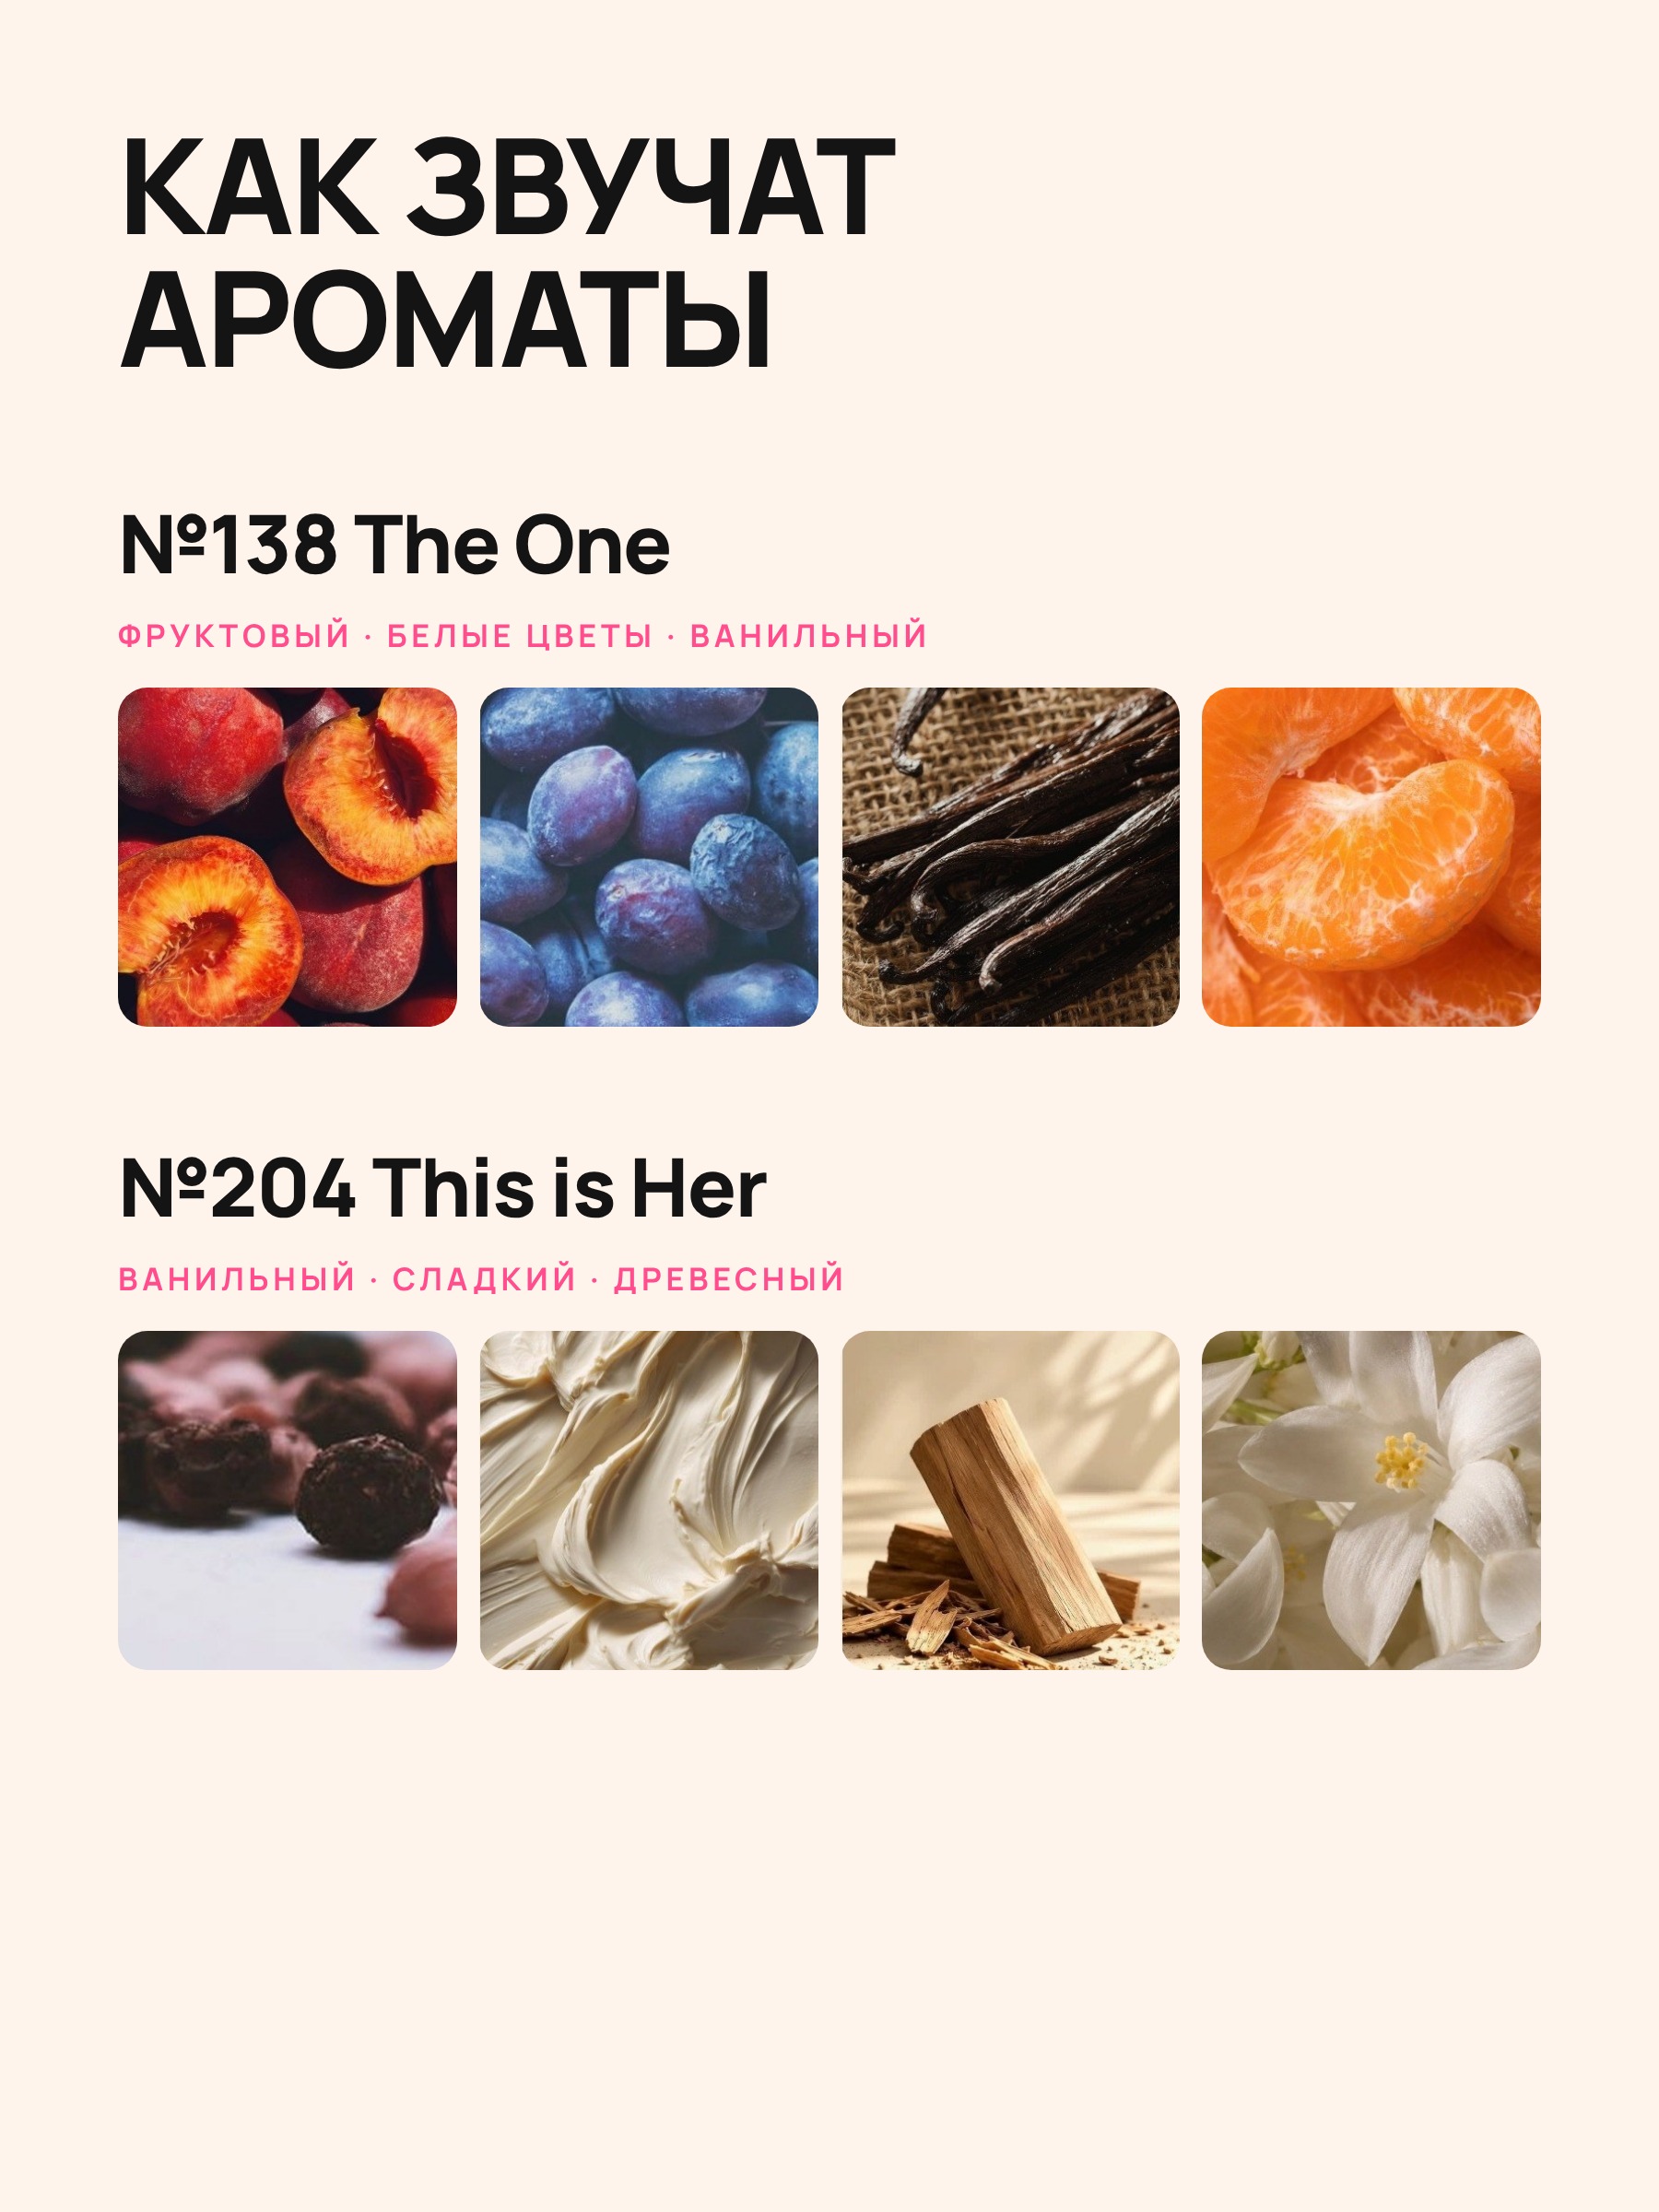 КАК ЗВУЧАТ
АРОМАТЫ
№138 The One
ФРУКТОВЫЙ · БЕЛЫЕ ЦВЕТЫ · ВАНИЛЬНЫЙ
№204 This is Her
ВАНИЛЬНЫЙ · СЛАДКИЙ · ДРЕВЕСНЫЙ